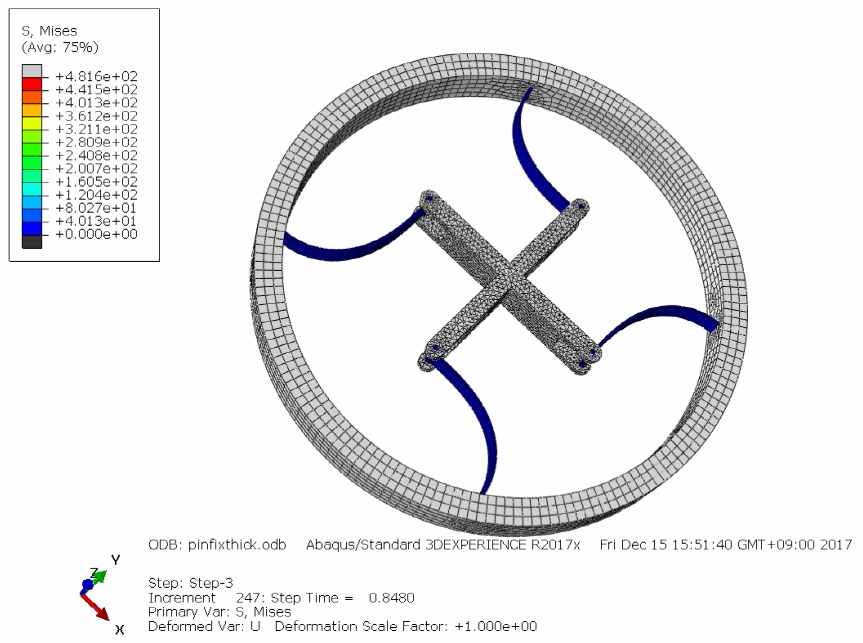 S, Mises
(Avg: 75%)
+4.816e+02
+4.415e+02
+4.013e+02
+3.612e+02
+3.211e+02
+2.809e+02
+2.408e+02
+2.007e+02
+1.605e+02
+1.204e+02
+8.027e+01
+4.013e+01
+0.000e+00
ODB: pinfixthick.odb Abaqus/Standard 3DEXPERIENCE R2017x Fri Dec 15 15:51:40 GMT+09:00 2017
Y
Z
X
Step: Step-3
Increment 247: Step Time = 0.8480
Primary Var: S, Mises
Deformed Var: U Deformation Scale Factor: +1.000e+00